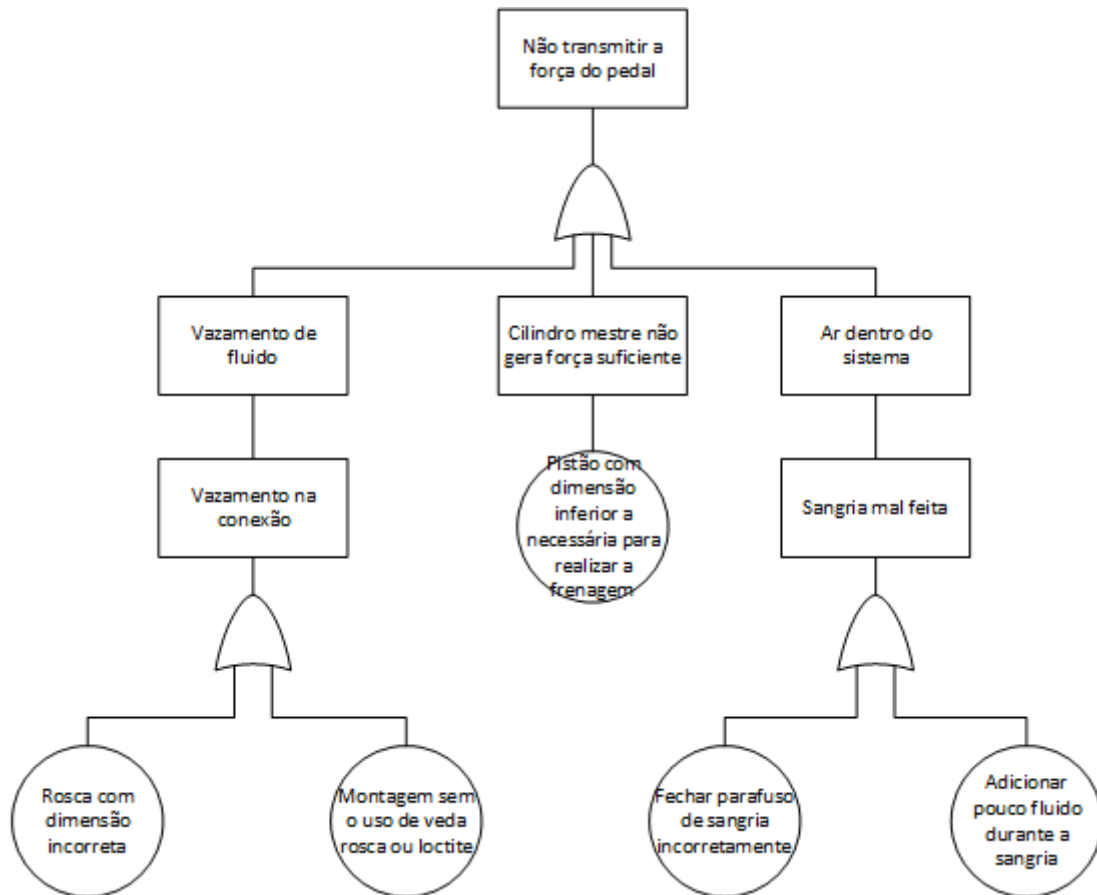 Não transmitir a
força do pedal
Vazamento de
fluido
Cilindro mestre não
gera força suficiente
Ar dentro do
sistema
Vazamento na
conexão
Pistão com
dimensão
inferior a
necessária para
realizar a
frenagem
Sangria mal feita
Rosca com
dimensão
incorreta
Montagem sem
o uso de veda
rosca ou loctite
Fechar parafuso
de sangria
incorretamente
Adicionar
pouco fluido
durante a
sangria